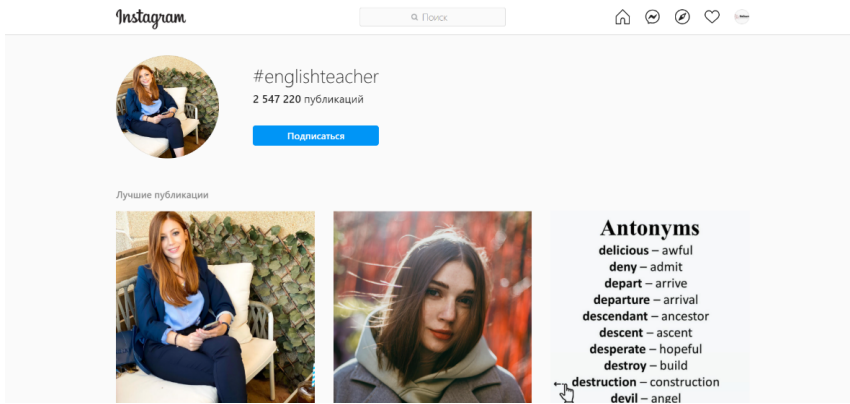 Instagram
Поиск
#englishteacher
2 547 220 публикаций
Подписаться
Лучшие публикации
Antonyms
delicious – awful
deny – admit
depart – arrive
departure – arrival
descendant – ancestor
descent – ascent
desperate – hopeful
destroy – build
destruction – construction
devil – angel